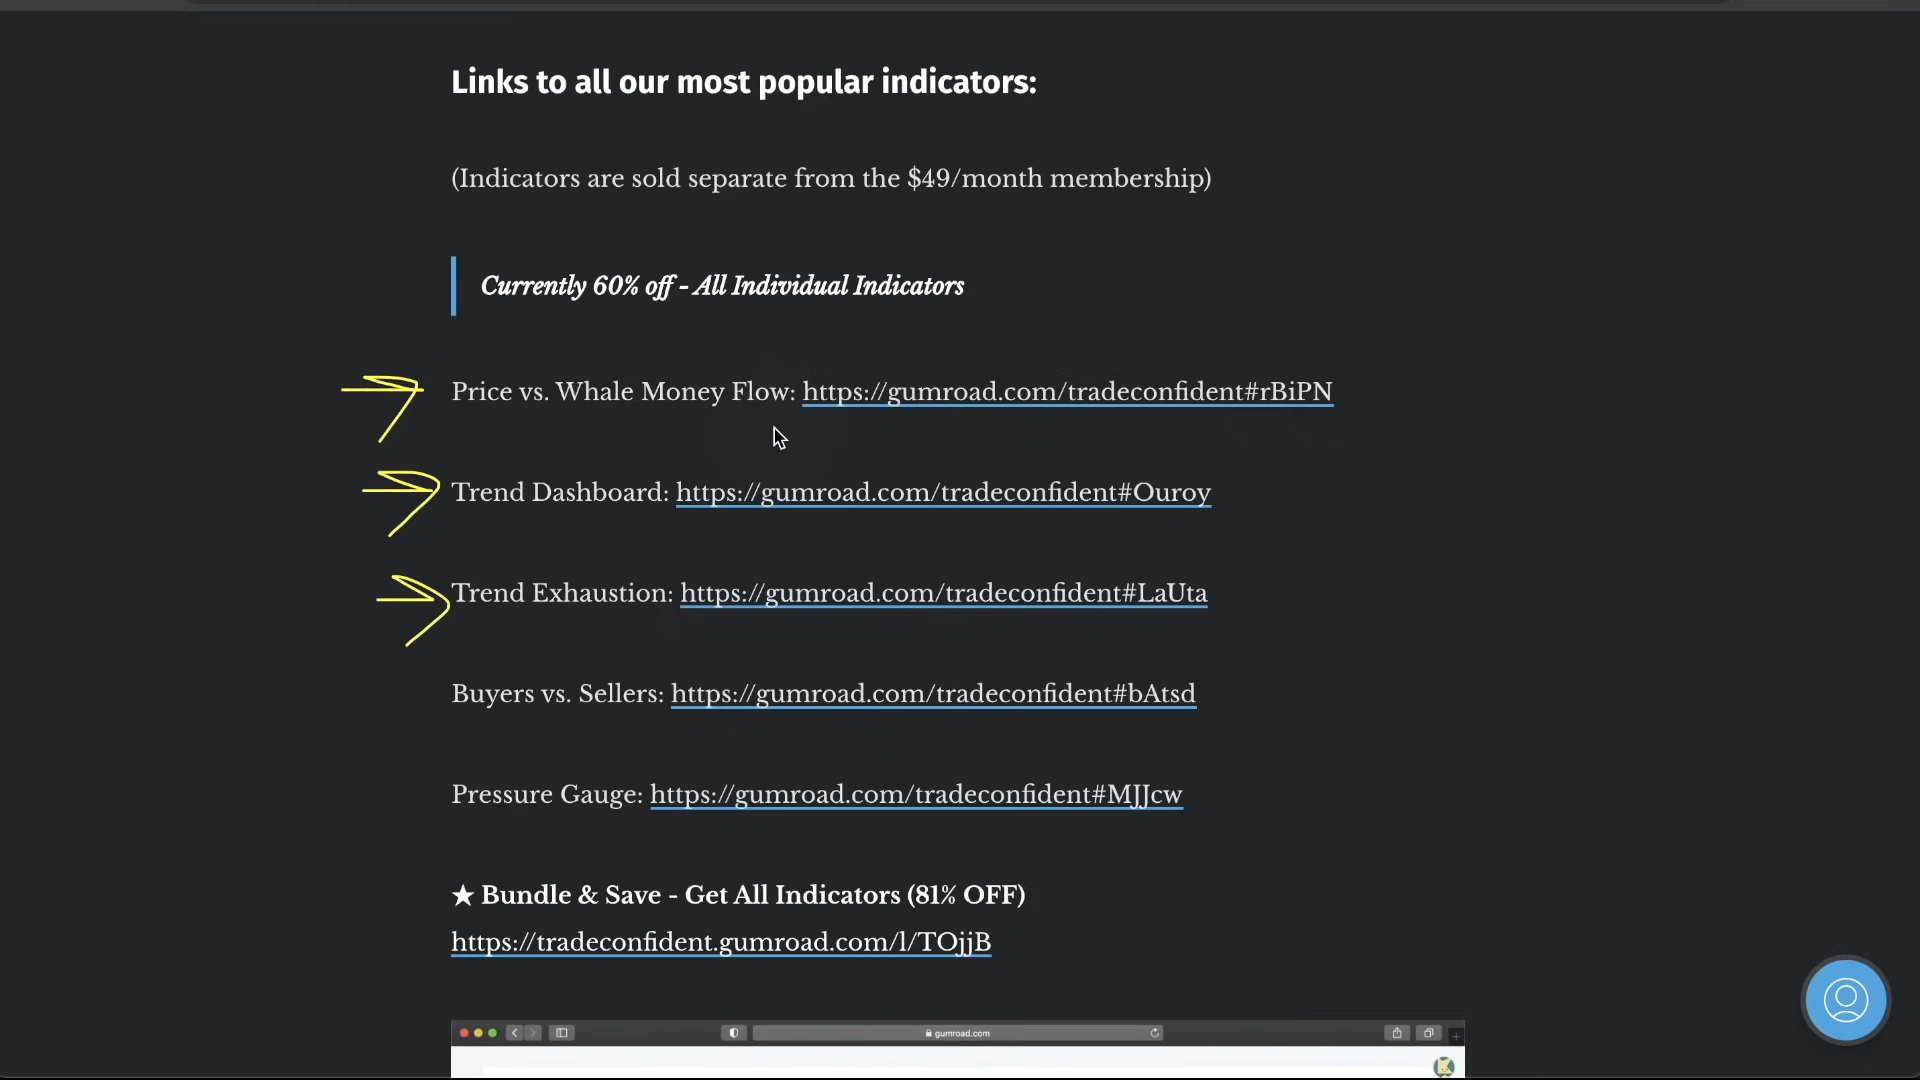 Links to all our most popular indicators:
(Indicators are sold separate from the $49/month membership)
Currently 60% off - All Individual Indicators
Price vs. Whale Money Flow: https://gumroad.com/tradeconfident#rBiPN
Trend Dashboard: https://gumroad.com/tradeconfident#Ouroy
Trend Exhaustion: https://gumroad.com/tradeconfident#LaUta
Buyers vs. Sellers: https://gumroad.com/tradeconfident#bAtsd
Pressure Gauge: https://gumroad.com/tradeconfident#MJJcw
★ Bundle & Save - Get All Indicators (81% OFF)
https://tradeconfident.gumroad.com/l/TOjjB
gumroad.com